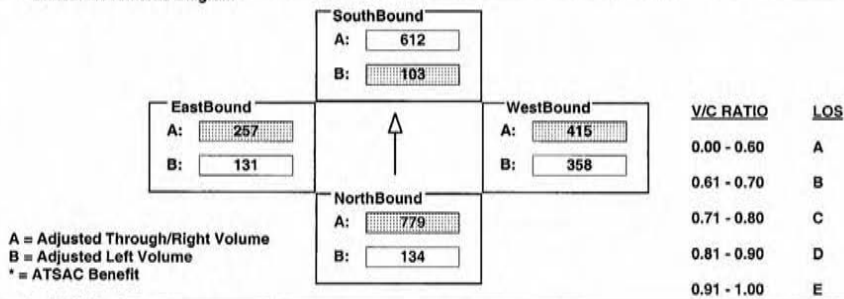 SouthBound
A: 612
B: 103
EastBound
A: 257
B: 131
WestBound
A: 415
B: 358
NorthBound
A: 779
B: 134
A = Adjusted Through/Right Volume
B = Adjusted Left Volume
* = ATSAC Benefit
V/C RATIO LOS
0.00 - 0.60 A
0.61 - 0.70 B
0.71 - 0.80 C
0.81 - 0.90 D
0.91 - 1.00 E